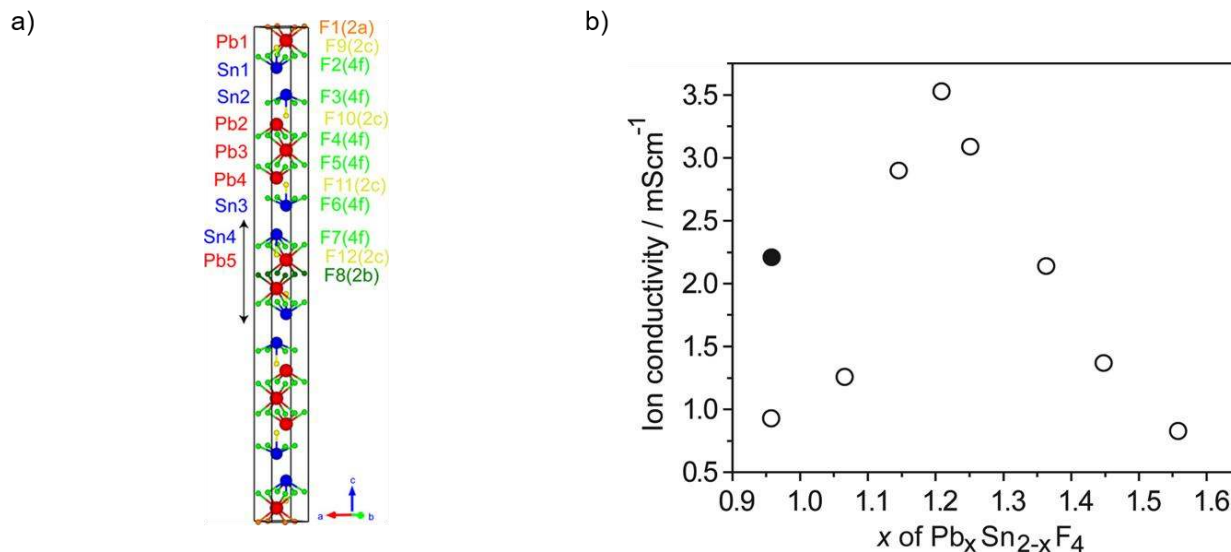 a)
Pb1
Sn1
Sn2
Pb2
Pb3
Pb4
Sn3
Sn4
Pb5
F1(2a)
F9(2c)
F2(4f)
F3(4f)
F10(2c)
F4(4f)
F5(4f)
F11(2c)
F6(4f)
F7(4f)
F12(2c)
F8(2b)
c
a
b
b)
Ion conductivity / mScm⁻¹
3.5
3.0
2.5
2.0
1.5
1.0
0.5
0.9 1.0 1.1 1.2 1.3 1.4 1.5 1.6
x of PbₓSn₂₋ₓF₄